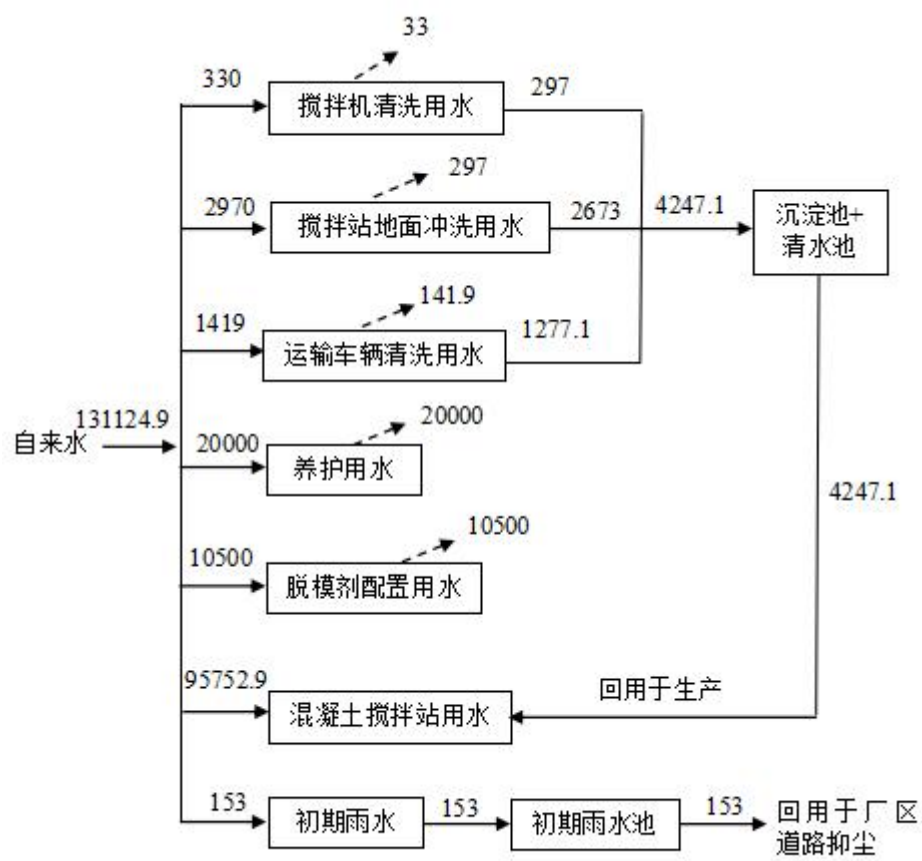 33
330
搅拌机清洗用水
297
297
2970
搅拌站地面冲洗用水
2673
4247.1
沉淀池+
清水池
141.9
1419
运输车辆清洗用水
1277.1
自来水
131124.9
20000
20000
养护用水
4247.1
10500
10500
脱模剂配置用水
95752.9
混凝土搅拌站用水
回用于生产
153
初期雨水
153
初期雨水池
153
回用于厂区
道路抑尘